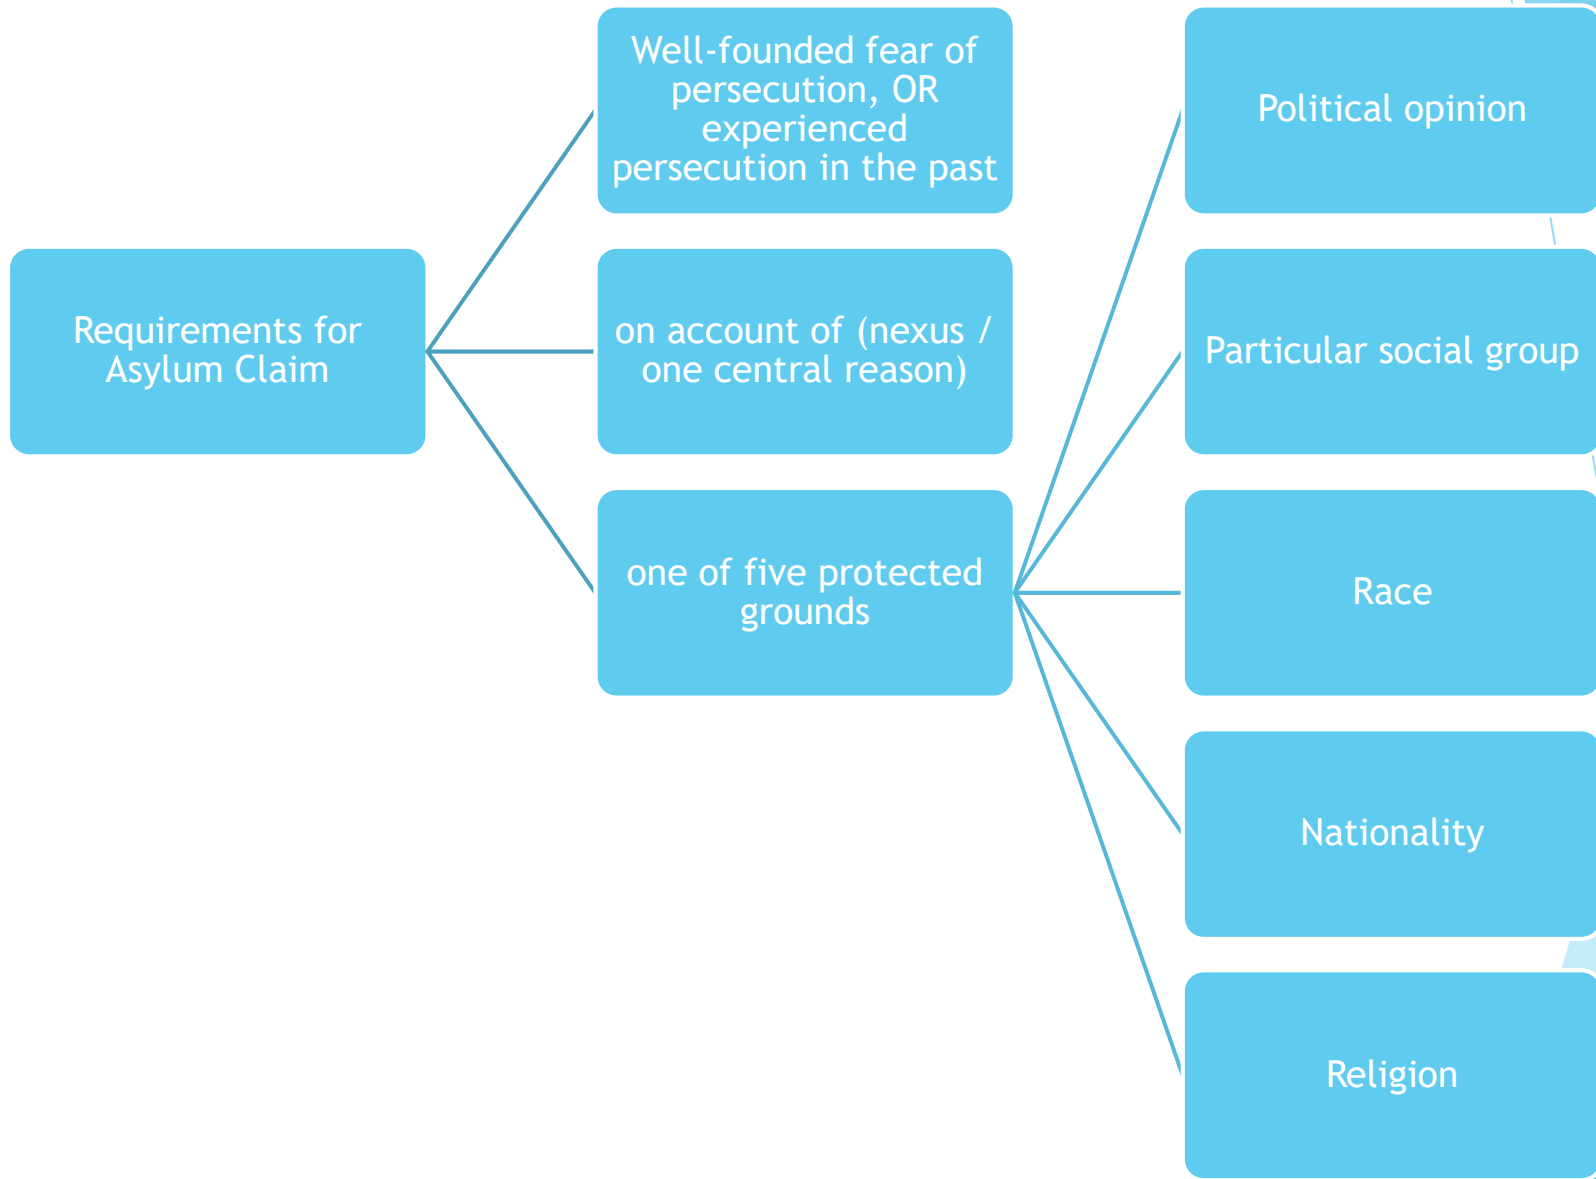 Requirements for
Asylum Claim
Well-founded fear of
persecution, OR
experienced
persecution in the past
on account of (nexus /
one central reason)
one of five protected
grounds
Political opinion
Particular social group
Race
Nationality
Religion